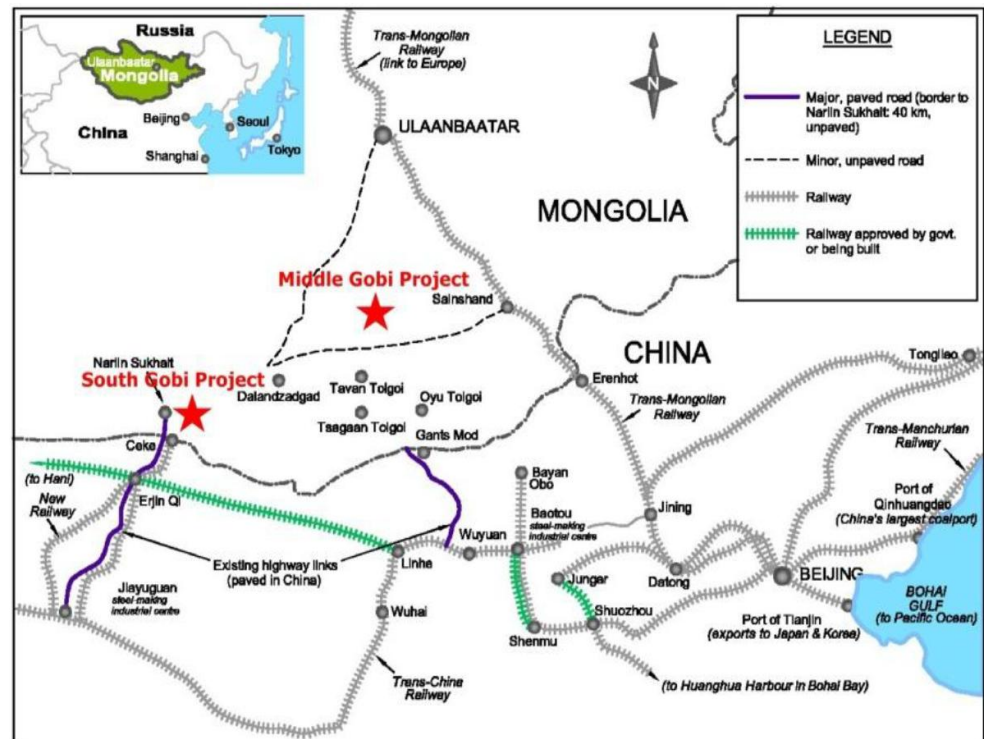 Russia
Ulaanbaatar
Mongolia
China
Beijing
Seoul
Shanghai
Tokyo
Trans-Mongolian
Railway
(link to Europe)
N
LEGEND
Major, paved road (border to
Nariin Sukhait: 40 km,
unpaved)
Minor, unpaved road
Railway
Railway approved by govt.
or being built
ULAANBAATAR
MONGOLIA
Middle Gobi Project
Sainshand
CHINA
Nariin Sukhait
South Gobi Project
Dalandzadgad
Tavan Tolgoi
Oyu Tolgoi
Tsagaan Tolgoi
Gants Mod
Ceke
Erenhot
Tongliao
Trans-Mongolian
Railway
Trans-Manchurian
Railway
(to Hami)
New
Railway
Erjin Qi
Bayan
Obo
Baotou
steel-making
industrial centre
Port of
Qinhuangdao
(China's largest coalport)
Jining
Existing highway links
(paved in China)
Linhe
Wuyuan
Jungar
Datong
BEIJING
Jiayuguan
steel-making
industrial centre
Wuhai
Shenmu
Shuozhou
Port of Tianjin
(exports to Japan & Korea)
BOHAI
GULF
(to Pacific Ocean)
Trans-China
Railway
(to Huanghua Harbour in Bohai Bay)